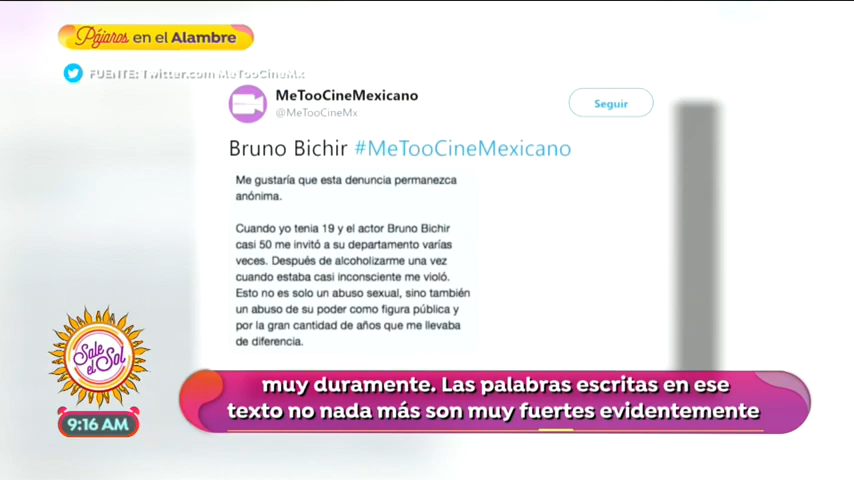 Pájaros en el Alambre
FUENTE: Twitter.com MeTooCineMx
MeTooCineMexicano
@MeTooCineMx
Seguir
Bruno Bichir #MeTooCineMexicano
Me gustaría que esta denuncia permanezca
anónima.
Cuando yo tenia 19 y el actor Bruno Bichir
casi 50 me invitó a su departamento varías
veces. Después de alcoholizarme una vez
cuando estaba casi inconsciente me violó.
Esto no es solo un abuso sexual, sino también
un abuso de su poder como figura pública y
por la gran cantidad de años que me llevaba
de diferencia.
Sale
el Sol
9:16 AM
muy duramente. Las palabras escritas en ese
texto no nada más son muy fuertes evidentemente